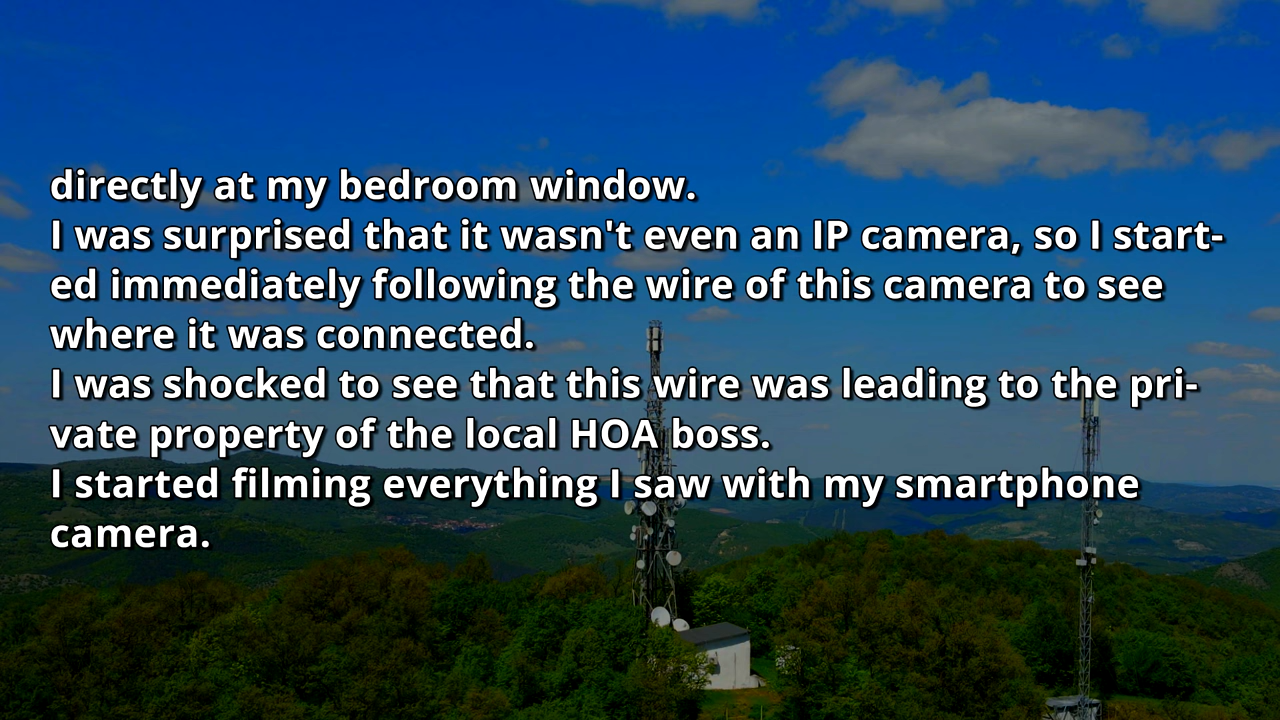 directly at my bedroom window.
I was surprised that it wasn't even an IP camera, so I start-
ed immediately following the wire of this camera to see
where it was connected.
I was shocked to see that this wire was leading to the pri-
vate property of the local HOA boss.
I started filming everything I saw with my smartphone
camera.